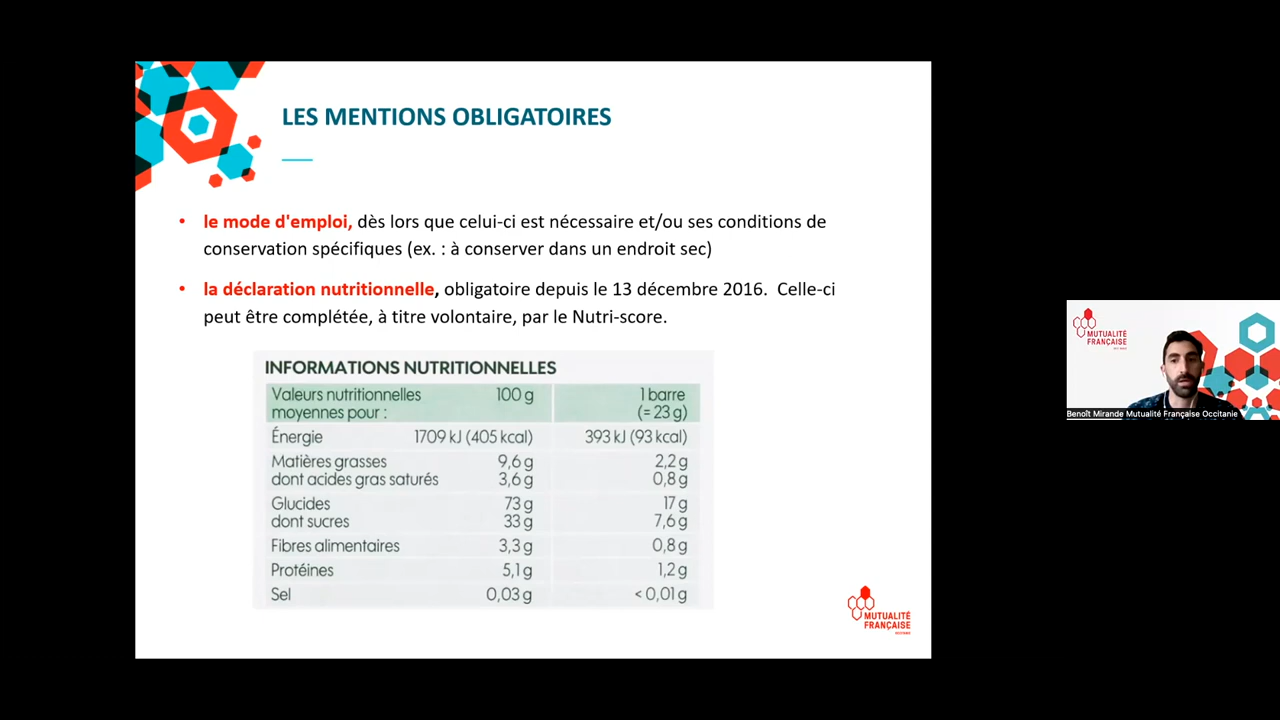 LES MENTIONS OBLIGATOIRES
• le mode d'emploi, dès lors que celui-ci est nécessaire et/ou ses conditions de
conservation spécifiques (ex. : à conserver dans un endroit sec)
• la déclaration nutritionnelle, obligatoire depuis le 13 décembre 2016.  Celle-ci
peut être complétée, à titre volontaire, par le Nutri-score.
INFORMATIONS NUTRITIONNELLES
Valeurs nutritionnelles 100 g 1 barre
moyennes pour : (= 23 g)
Énergie 1709 kJ (405 kcal) 393 kJ (93 kcal)
Matières grasses 9,6 g 2,2 g
dont acides gras saturés 3,6 g 0,8 g
Glucides 73 g 17 g
dont sucres 33 g 7,6 g
Fibres alimentaires 3,3 g 0,8 g
Protéines 5,1 g 1,2 g
Sel 0,03 g < 0,01 g
MUTUALITÉ
FRANÇAISE
OCCITANIE
MUTUALITÉ
FRANÇAISE
Benoît Mirande Mutualité Française Occitanie